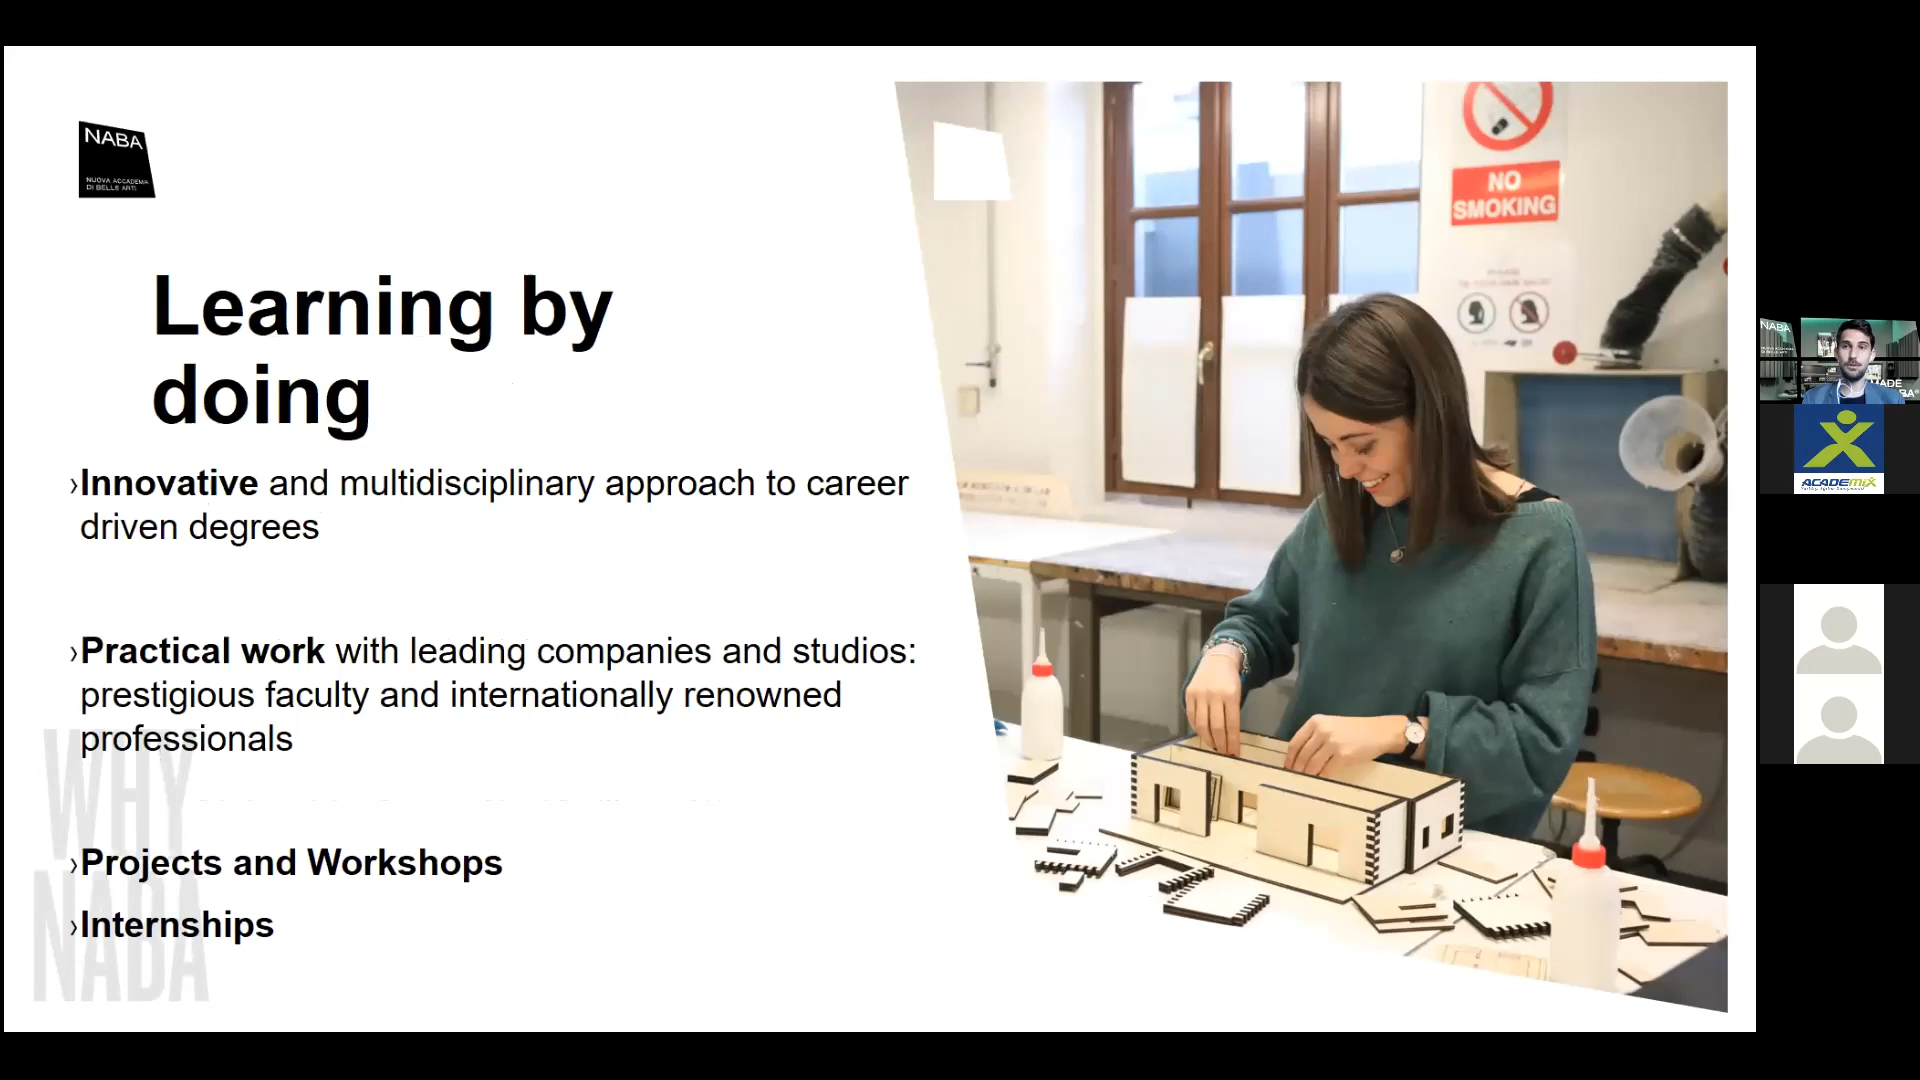 NABA
NUOVA ACCADEMIA
DI BELLE ARTI
Learning by
doing
›Innovative and multidisciplinary approach to career
driven degrees
›Practical work with leading companies and studios:
prestigious faculty and internationally renowned
professionals
›Projects and Workshops
›Internships
WHY
NABA
NO
SMOKING
NABA
ACADEMIX